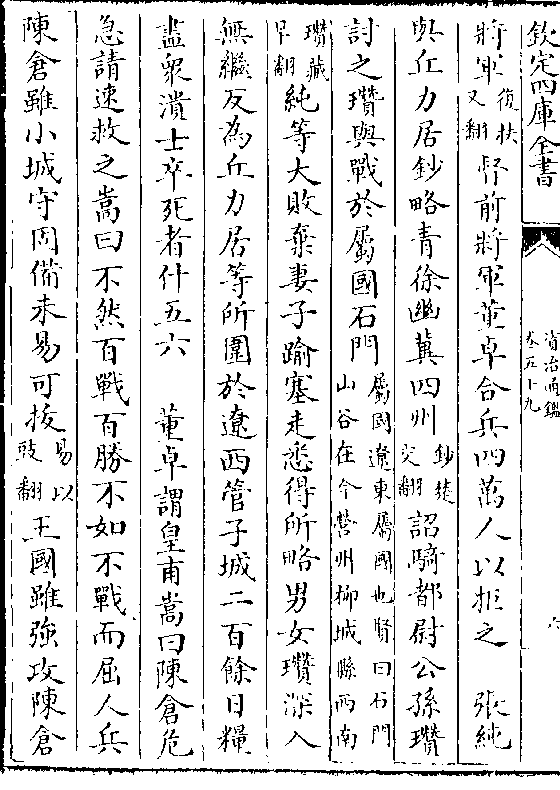 欽定四庫全書
資治通鑑
卷五十九
六
將軍復扶又翻督前將軍董卓合兵四萬人以拒之　張純
與丘力居鈔略青徐幽冀四州鈔楚交翻詔騎都尉公孫瓚
討之瓚與戰於屬國石門屬國遼東屬國也賢曰石門山谷在今營州柳城縣西南
瓚藏旱翻純等大敗棄妻子踰塞走悉得所略男女瓚深入
無繼反為丘力居等所圍於遼西管子城二百餘日糧
盡衆潰士卒死者什五六　董卓謂皇甫嵩曰陳倉危
急請速救之嵩曰不然百戰百勝不如不戰而屈人兵
陳倉雖小城守固備未易可拔易以豉翻王國雖強攻陳倉